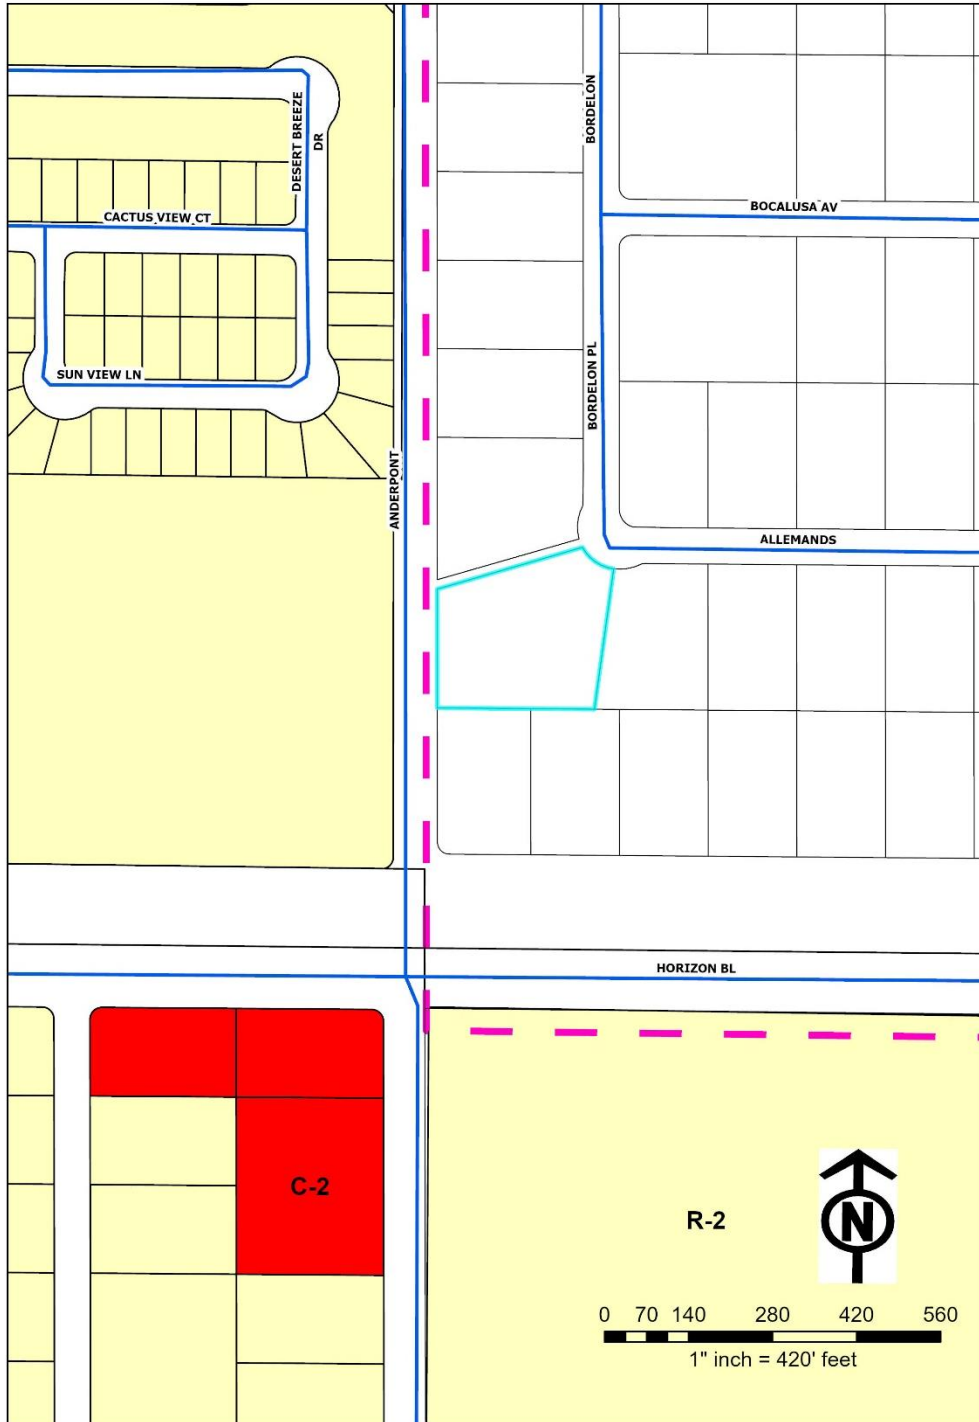 BORDELON
DESERT BREEZE
DR
BOCALUSA AV
CACTUS VIEW CT
BORDELON PL
SUN VIEW LN
ANDERPONT
ALLEMANDS
HORIZON BL
C-2
R-2
N
0 70 140 280 420 560
1" inch = 420' feet